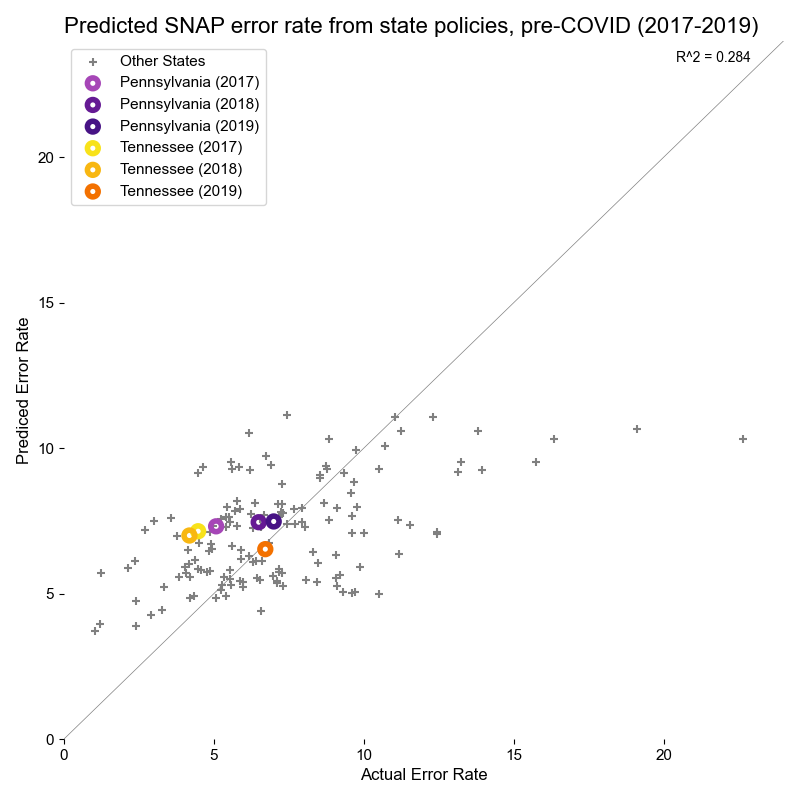 Predicted SNAP error rate from state policies, pre-COVID (2017-2019)
R^2 = 0.284
Other States
Pennsylvania (2017)
Pennsylvania (2018)
Pennsylvania (2019)
Tennessee (2017)
Tennessee (2018)
Tennessee (2019)
Prediced Error Rate
20
15
10
5
0
0 5 10 15 20
Actual Error Rate